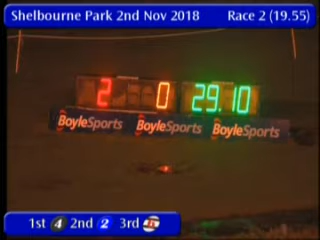 Shelbourne Park 2nd Nov 2018 Race 2 (19.55)
2 0 29.10
BoyleSports BoyleSports BoyleSports
1st 4 2nd 2 3rd